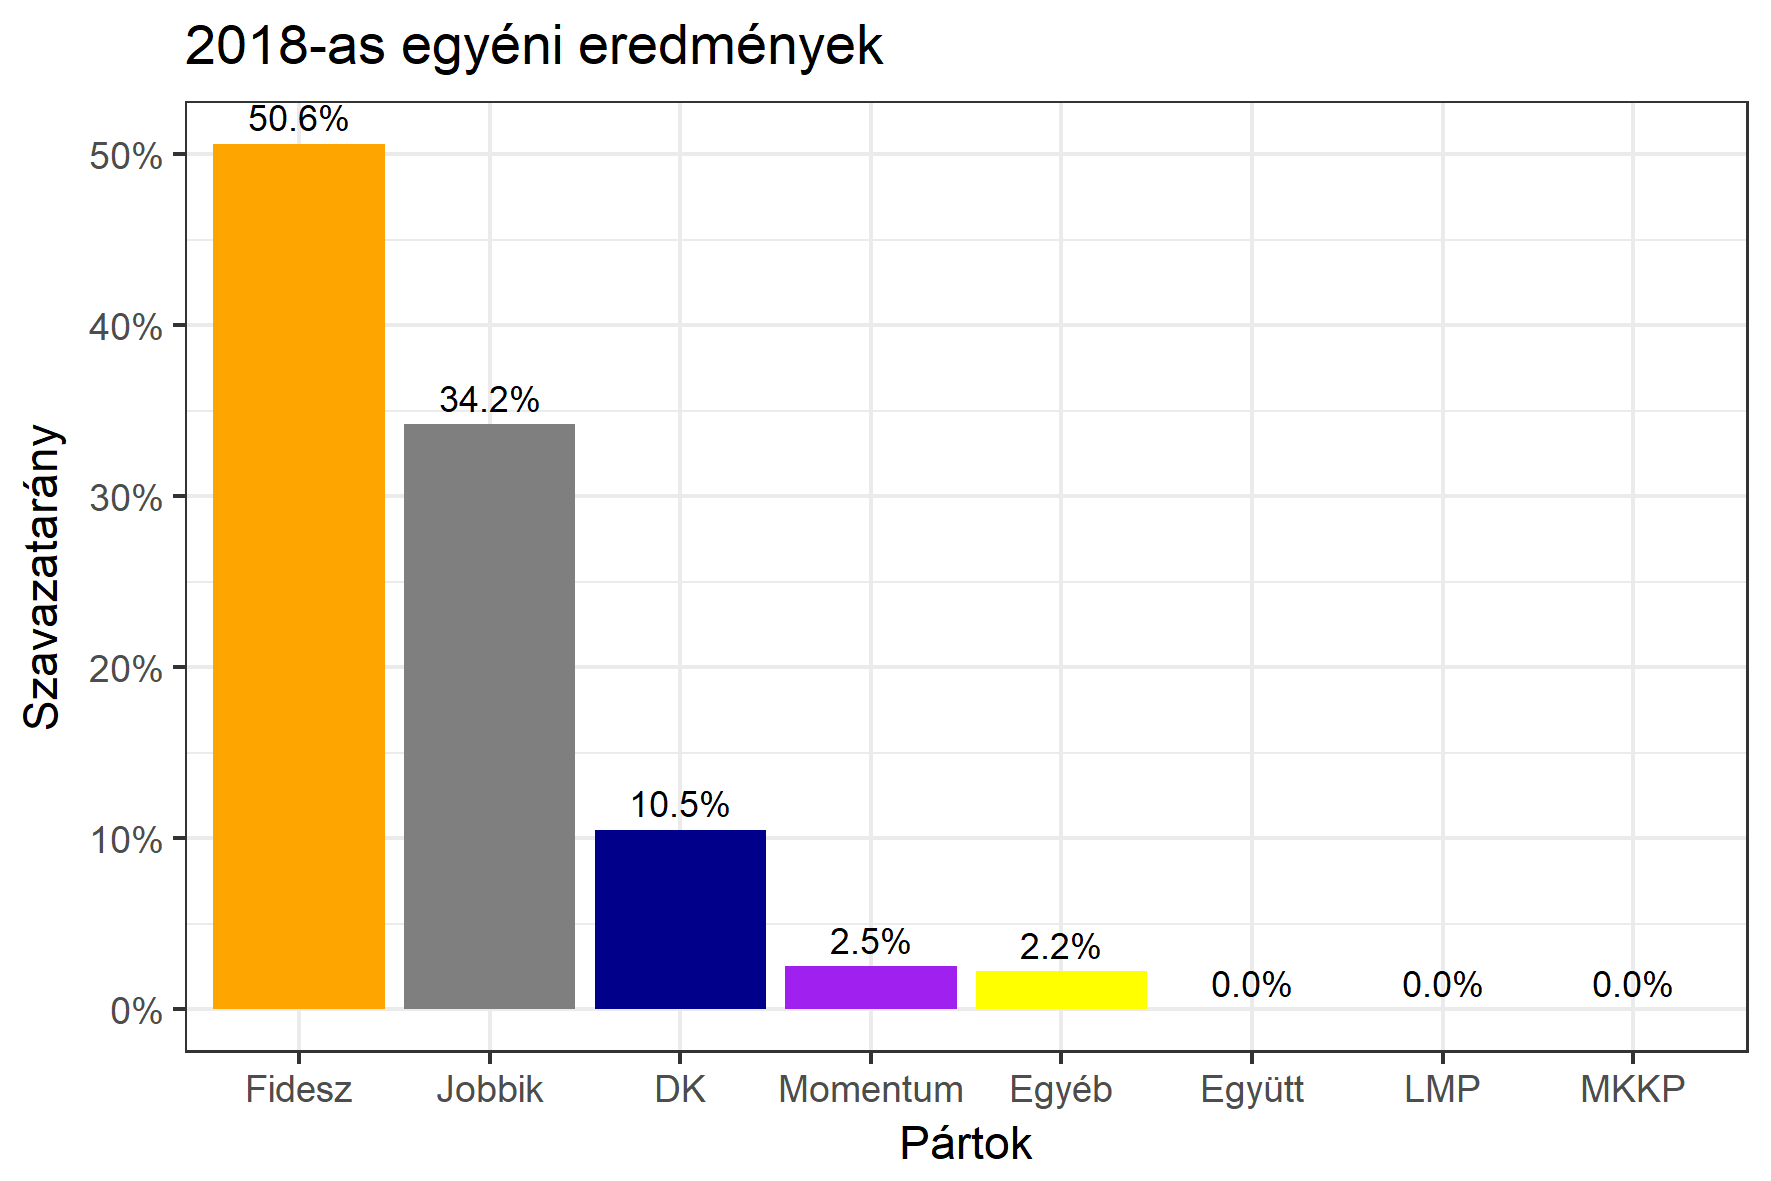 2018-as egyéni eredmények
Szavazatarány
50%
40%
30%
20%
10%
0%
50.6%
34.2%
10.5%
2.5%
2.2%
0.0%
0.0%
0.0%
Fidesz
Jobbik
DK
Momentum
Egyéb
Együtt
LMP
MKKP
Pártok